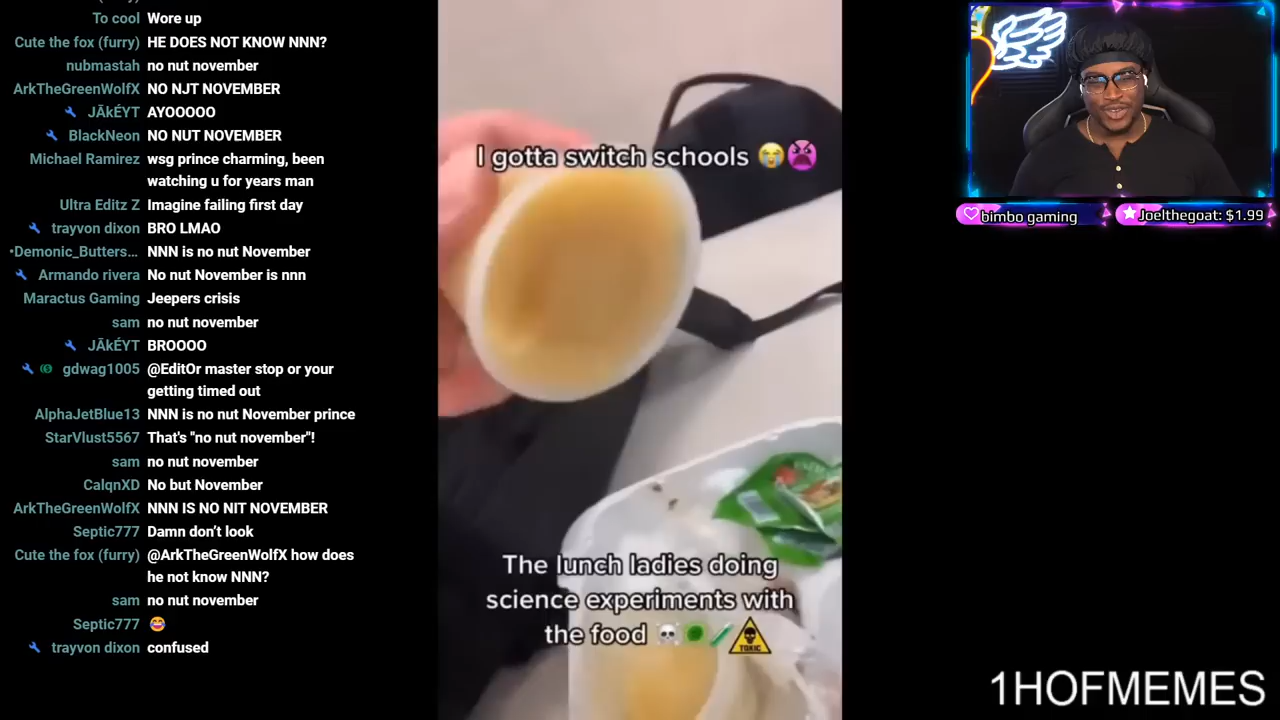 To cool Wore up
Cute the fox (furry) HE DOES NOT KNOW NNN?
nubmastah no nut november
ArkTheGreenWolfX NO NJT NOVEMBER
JĀkÉYT AYOOOOO
BlackNeon NO NUT NOVEMBER
Michael Ramirez wsg prince charming, been
watching u for years man
Ultra Editz Z Imagine failing first day
trayvon dixon BRO LMAO
•Demonic_Butters... NNN is no nut November
Armando rivera No nut November is nnn
Maractus Gaming Jeepers crisis
sam no nut november
JĀkÉYT BROOOO
gdwag1005 @EditOr master stop or your
getting timed out
AlphaJetBlue13 NNN is no nut November prince
StarVlust5567 That's "no nut november"!
sam no nut november
CalqnXD No but November
ArkTheGreenWolfX NNN IS NO NIT NOVEMBER
Septic777 Damn don't look
Cute the fox (furry) @ArkTheGreenWolfX how does
he not know NNN?
sam no nut november
Septic777 😂
trayvon dixon confused
I gotta switch schools 😭👿
The lunch ladies doing
science experiments with
the food ☠️🟢🧪
TOXIC
bimbo gaming
Joelthegoat: $1.99
1HOFMEMES